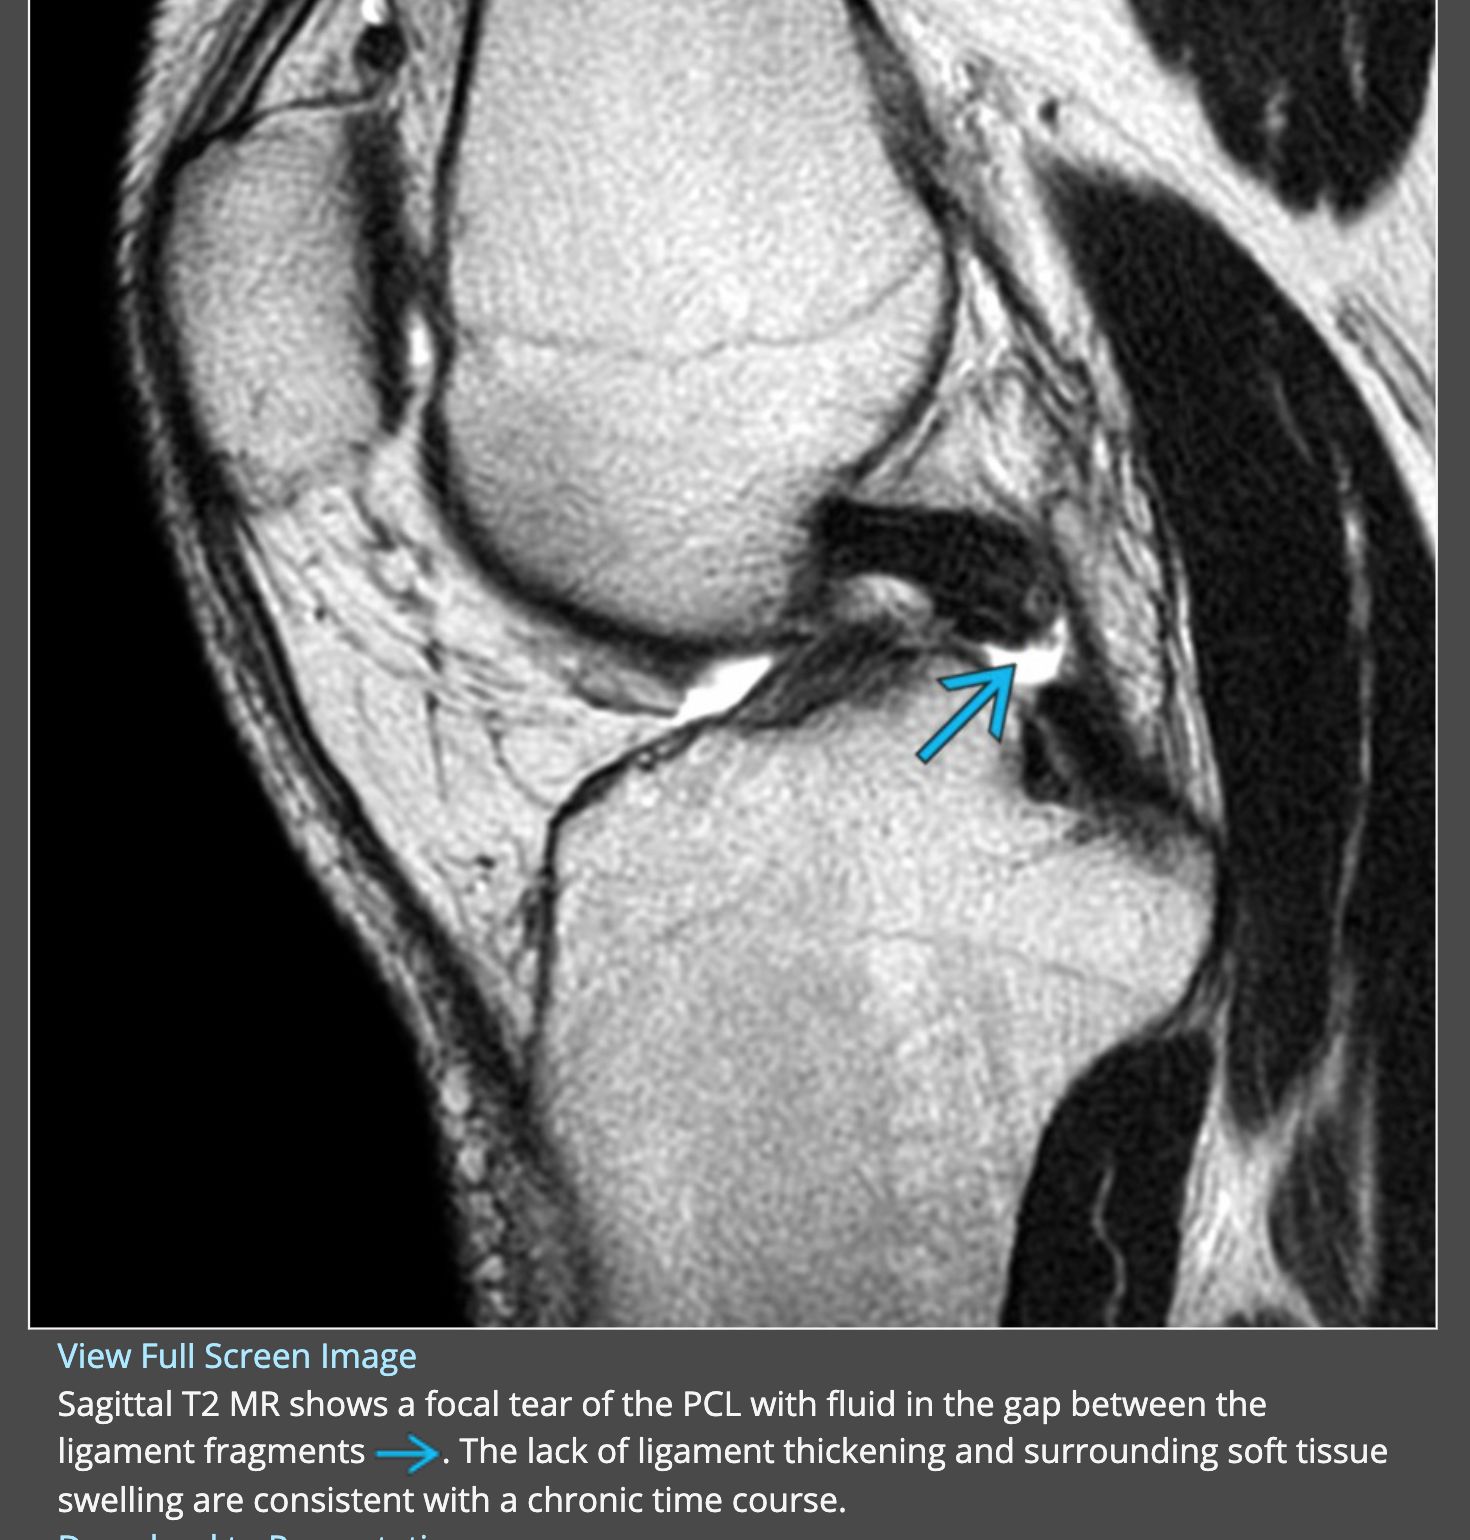 View Full Screen Image
Sagittal T2 MR shows a focal tear of the PCL with fluid in the gap between the
ligament fragments . The lack of ligament thickening and surrounding soft tissue
swelling are consistent with a chronic time course.